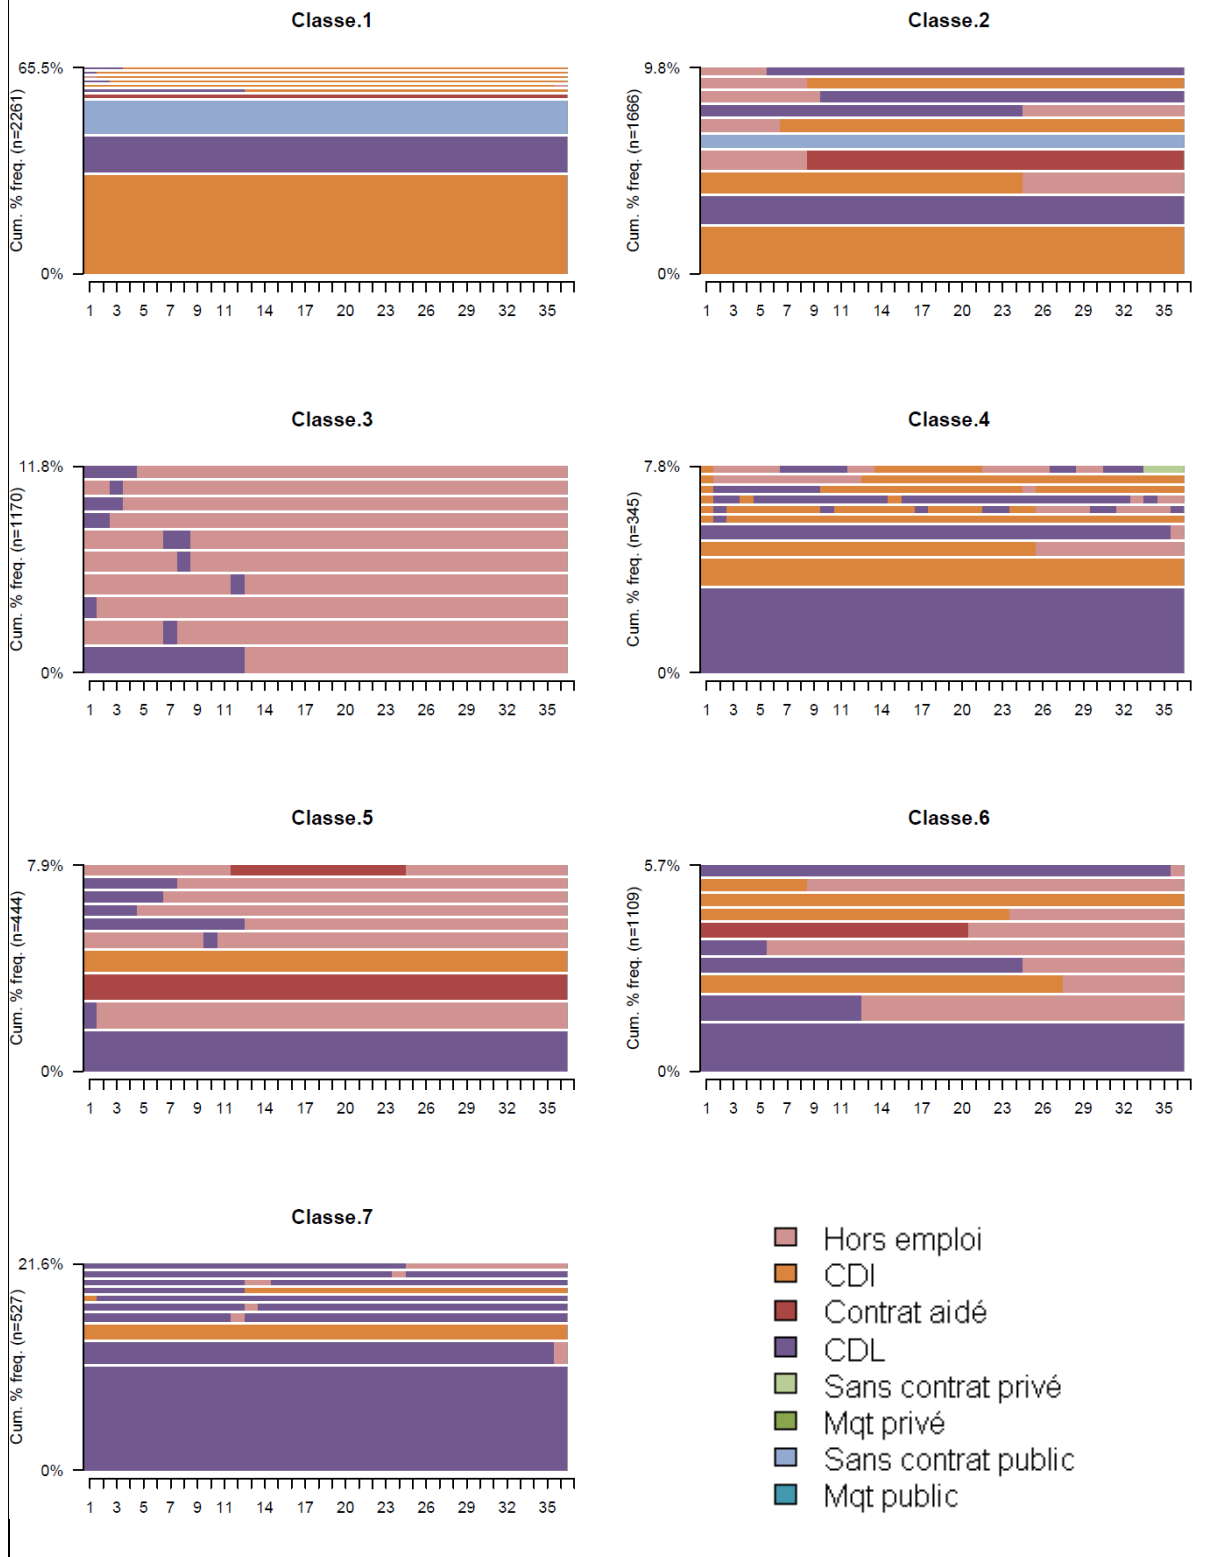 Classe.1
65.5%
Cum. % freq. (n=2261)
0%
1 3 5 7 9 11 14 17 20 23 26 29 32 35
Classe.2
9.8%
Cum. % freq. (n=1666)
0%
1 3 5 7 9 11 14 17 20 23 26 29 32 35
Classe.3
11.8%
Cum. % freq. (n=1170)
0%
1 3 5 7 9 11 14 17 20 23 26 29 32 35
Classe.4
7.8%
Cum. % freq. (n=345)
0%
1 3 5 7 9 11 14 17 20 23 26 29 32 35
Classe.5
7.9%
Cum. % freq. (n=444)
0%
1 3 5 7 9 11 14 17 20 23 26 29 32 35
Classe.6
5.7%
Cum. % freq. (n=1109)
0%
1 3 5 7 9 11 14 17 20 23 26 29 32 35
Classe.7
21.6%
Cum. % freq. (n=527)
0%
1 3 5 7 9 11 14 17 20 23 26 29 32 35
Hors emploi
CDI
Contrat aidé
CDL
Sans contrat privé
Mqt privé
Sans contrat public
Mqt public